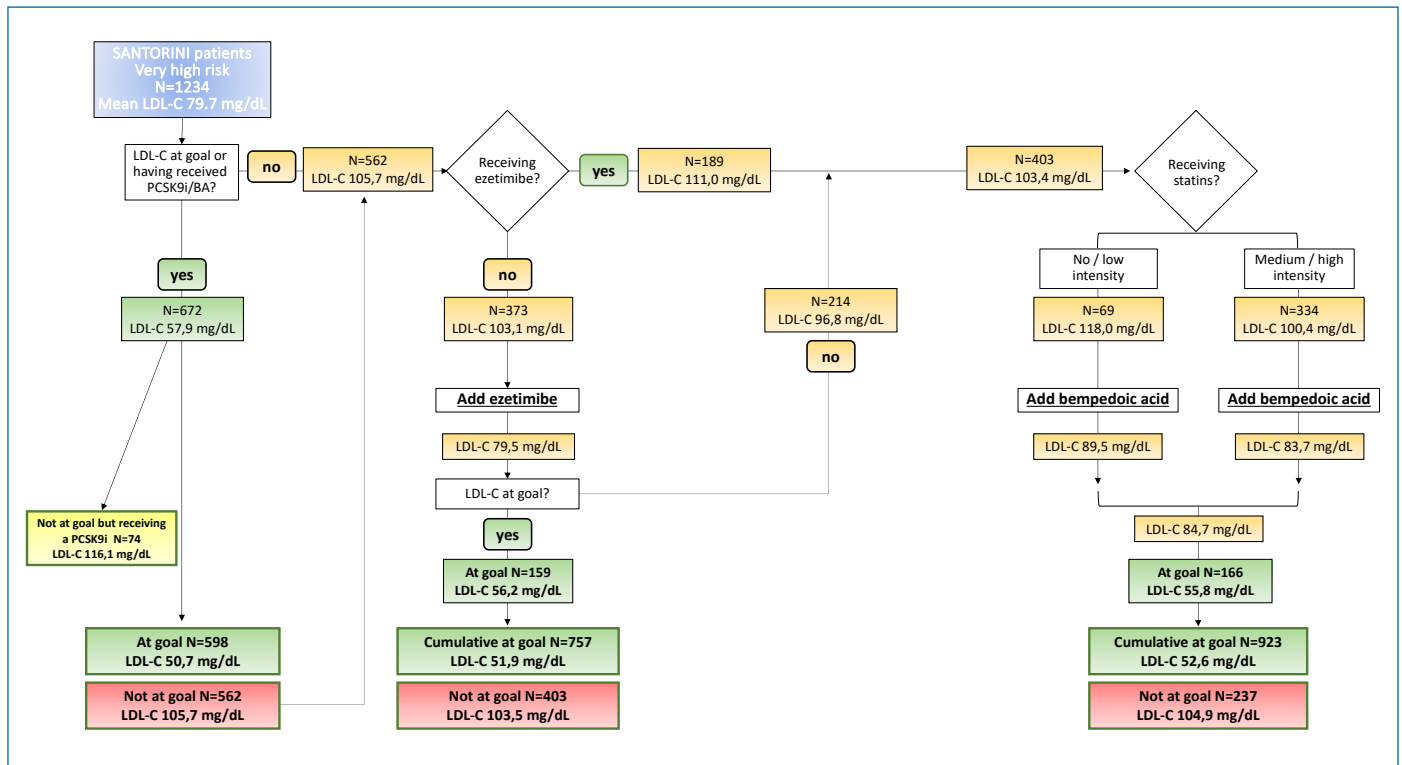 SANTORINI patients
Very high risk
N=1234
Mean LDL-C 79.7 mg/dL
LDL-C at goal or
having received
PCSK9i/BA?
no
N=562
LDL-C 105,7 mg/dL
Receiving
ezetimibe?
yes
N=189
LDL-C 111,0 mg/dL
N=403
LDL-C 103,4 mg/dL
Receiving
statins?
yes
N=672
LDL-C 57,9 mg/dL
no
N=373
LDL-C 103,1 mg/dL
Add ezetimibe
LDL-C 79,5 mg/dL
LDL-C at goal?
N=214
LDL-C 96,8 mg/dL
no
No / low
intensity
Medium / high
intensity
N=69
LDL-C 118,0 mg/dL
N=334
LDL-C 100,4 mg/dL
Add bempedoic acid
Add bempedoic acid
LDL-C 89,5 mg/dL
LDL-C 83,7 mg/dL
LDL-C 84,7 mg/dL
Not at goal but receiving
a PCSK9i N=74
LDL-C 116,1 mg/dL
yes
At goal N=159
LDL-C 56,2 mg/dL
At goal N=166
LDL-C 55,8 mg/dL
At goal N=598
LDL-C 50,7 mg/dL
Cumulative at goal N=757
LDL-C 51,9 mg/dL
Cumulative at goal N=923
LDL-C 52,6 mg/dL
Not at goal N=562
LDL-C 105,7 mg/dL
Not at goal N=403
LDL-C 103,5 mg/dL
Not at goal N=237
LDL-C 104,9 mg/dL